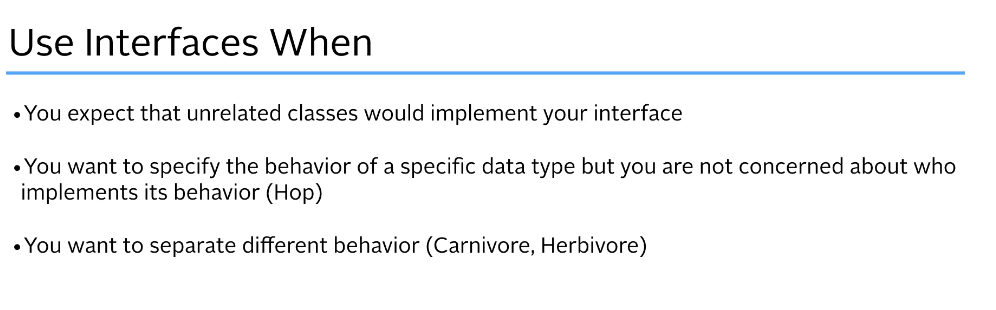 Use Interfaces When
•You expect that unrelated classes would implement your interface
•You want to specify the behavior of a specific data type but you are not concerned about who
implements its behavior (Hop)
•You want to separate different behavior (Carnivore, Herbivore)